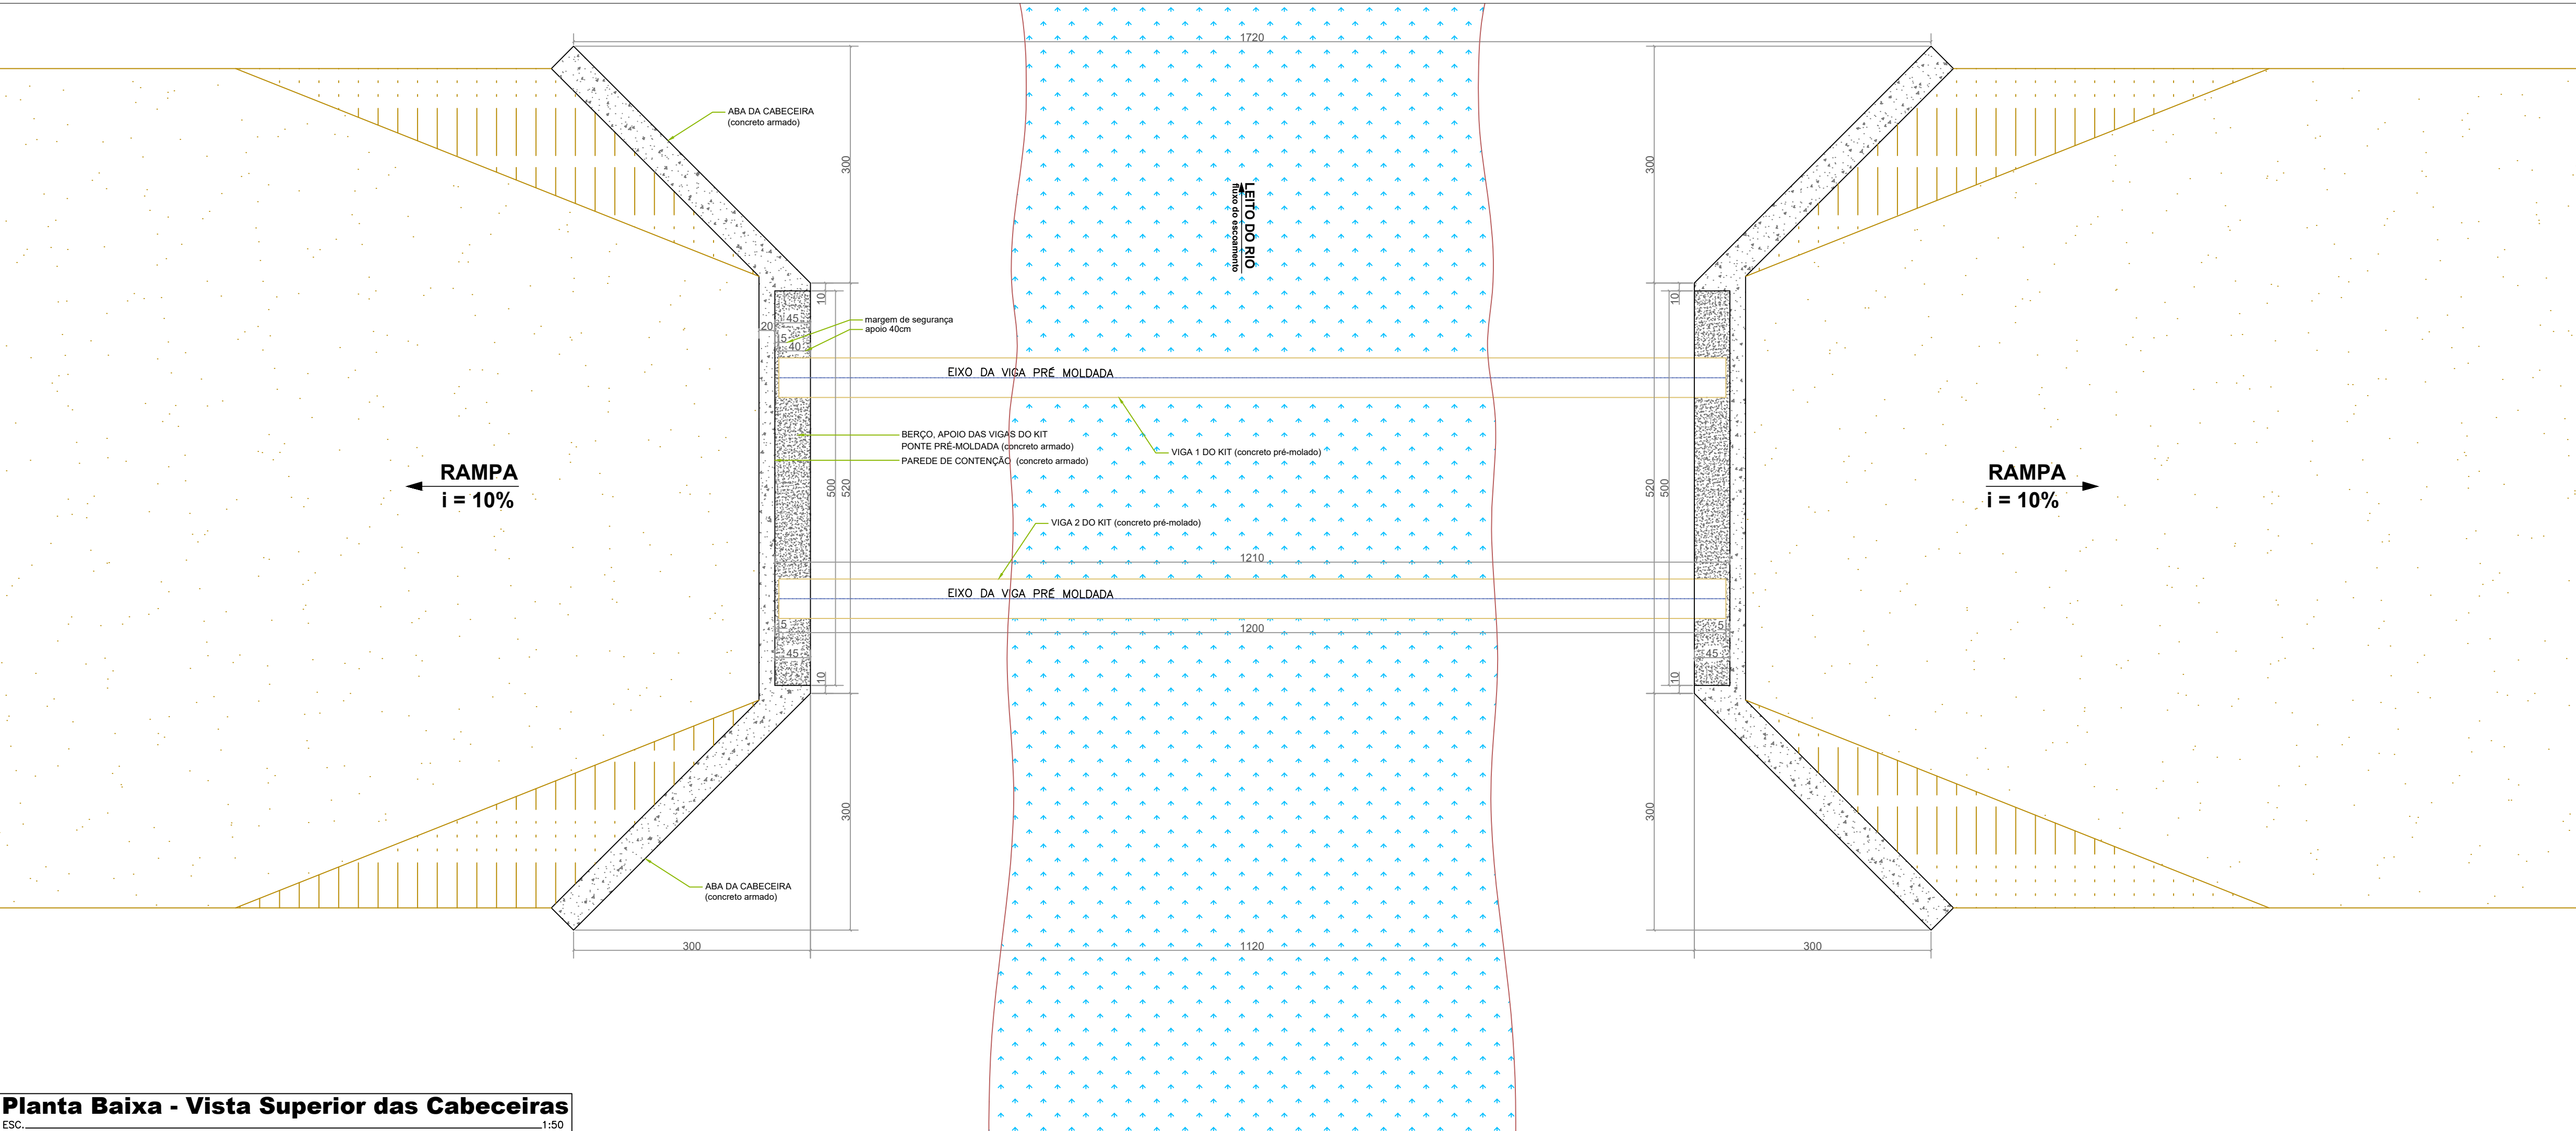 1720
ABA DA CABECEIRA
(concreto armado)
300
300
LEITO DO RIO
fluxo do escoamento
10
45
20
5
40
margem de segurança
apoio 40cm
10
EIXO DA VIGA PRÉ MOLDADA
BERÇO, APOIO DAS VIGAS DO KIT
PONTE PRÉ-MOLDADA (concreto armado)
PAREDE DE CONTENÇÃO (concreto armado)
VIGA 1 DO KIT (concreto pré-molado)
RAMPA
i = 10%
500
520
520
500
RAMPA
i = 10%
VIGA 2 DO KIT (concreto pré-molado)
1210
EIXO DA VIGA PRÉ MOLDADA
5
1200
5
45
45
10
10
300
300
ABA DA CABECEIRA
(concreto armado)
300
1120
300
Planta Baixa - Vista Superior das Cabeceiras
ESC. 1:50